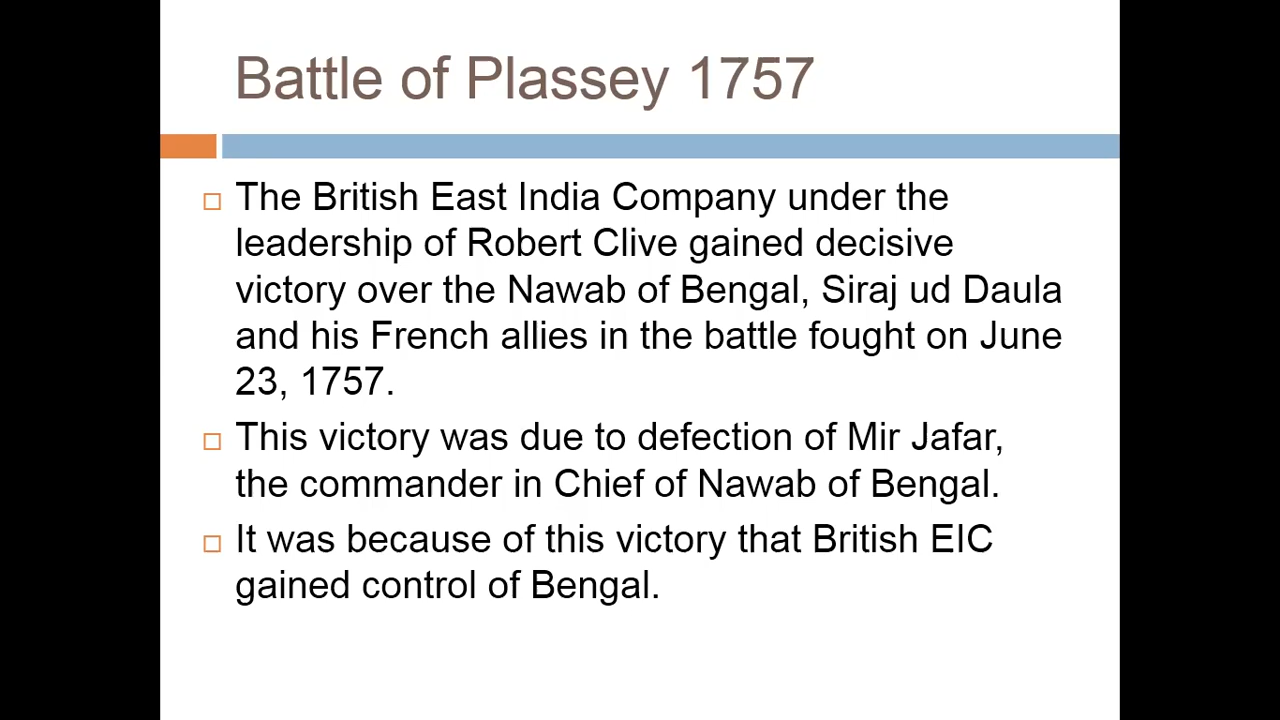 Battle of Plassey 1757
The British East India Company under the
leadership of Robert Clive gained decisive
victory over the Nawab of Bengal, Siraj ud Daula
and his French allies in the battle fought on June
23, 1757.
This victory was due to defection of Mir Jafar,
the commander in Chief of Nawab of Bengal.
It was because of this victory that British EIC
gained control of Bengal.